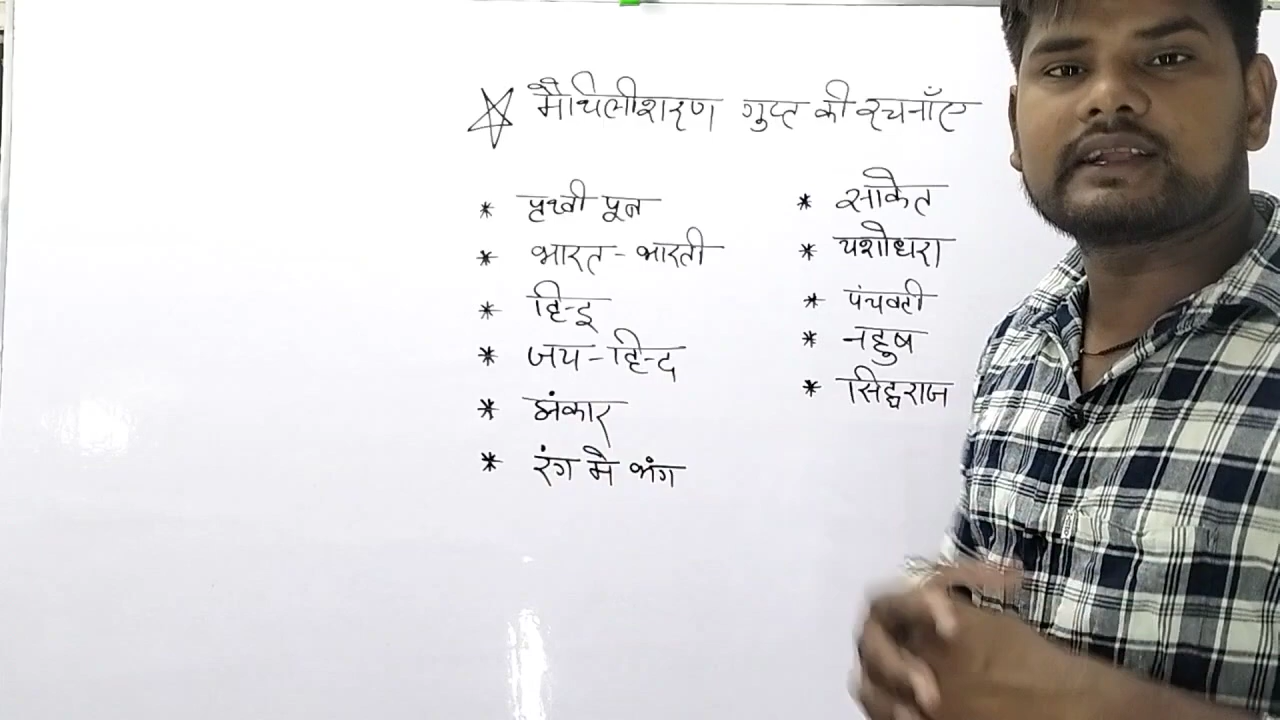 मैथिलीशरण गुप्त की रचनाँए
* पृथ्वी पून
* भारत - भारती
* हिन्दू
* जय - हिन्द
* झंकार
* रंग मे भंग
* साकेत
* यशोधरा
* पंचवटी
* नहुष
* सिद्धराज